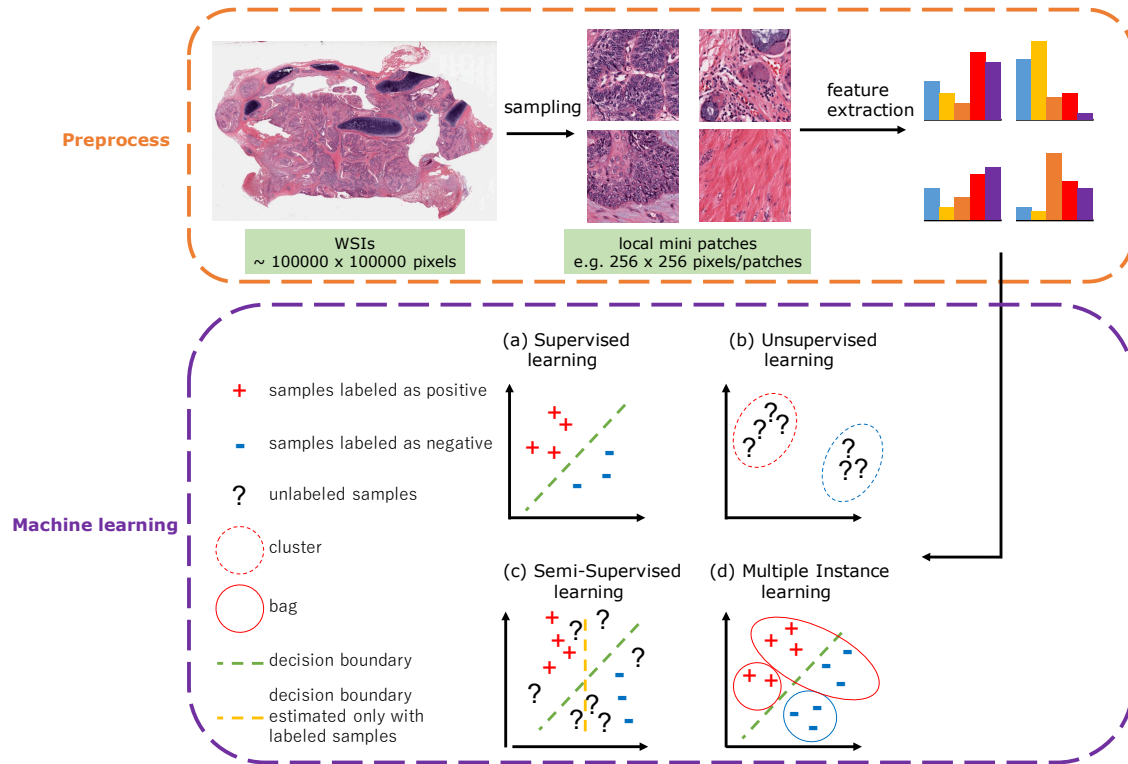 Preprocess
sampling
feature
extraction
WSIs
~ 100000 x 100000 pixels
local mini patches
e.g. 256 x 256 pixels/patches
Machine learning
+ samples labeled as positive
- samples labeled as negative
? unlabeled samples
cluster
bag
decision boundary
decision boundary
estimated only with
labeled samples
(a) Supervised
learning
(b) Unsupervised
learning
(c) Semi-Supervised
learning
(d) Multiple Instance
learning